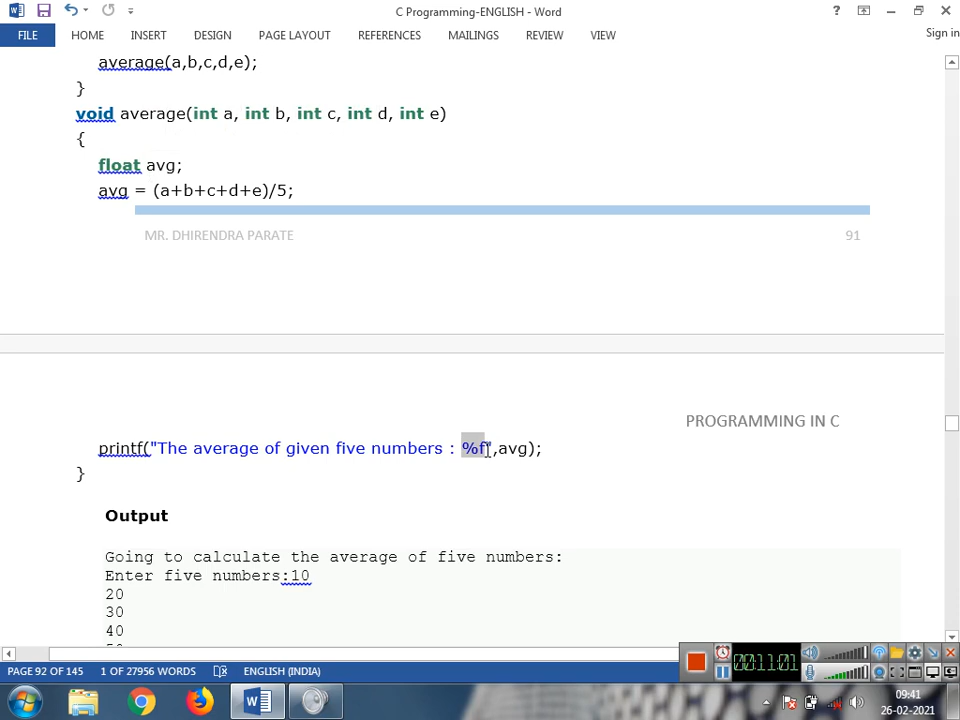 C Programming-ENGLISH - Word
?
FILE HOME INSERT DESIGN PAGE LAYOUT REFERENCES MAILINGS REVIEW VIEW Sign in
average(a,b,c,d,e);
}
void average(int a, int b, int c, int d, int e)
{
float avg;
avg = (a+b+c+d+e)/5;
MR. DHIRENDRA PARATE 91
PROGRAMMING IN C
printf("The average of given five numbers : %f",avg);
}
Output
Going to calculate the average of five numbers:
Enter five numbers:10
20
30
40
PAGE 92 OF 145 1 OF 27956 WORDS ENGLISH (INDIA)
00:11:01
09:41
26-02-2021